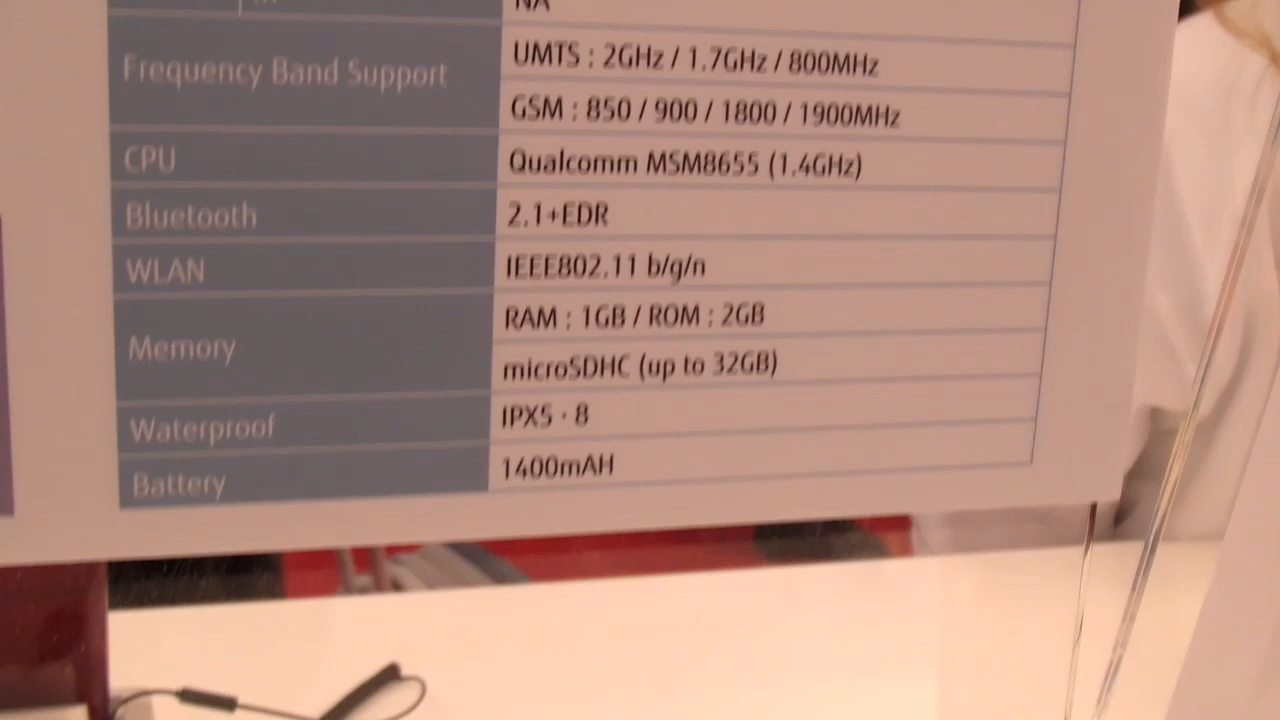 NA
Frequency Band Support
UMTS : 2GHz / 1.7GHz / 800MHz
GSM : 850 / 900 / 1800 / 1900MHz
CPU
Qualcomm MSM8655 (1.4GHz)
Bluetooth
2.1+EDR
WLAN
IEEE802.11 b/g/n
Memory
RAM : 1GB / ROM : 2GB
microSDHC (up to 32GB)
Waterproof
IPX5 · 8
Battery
1400mAH